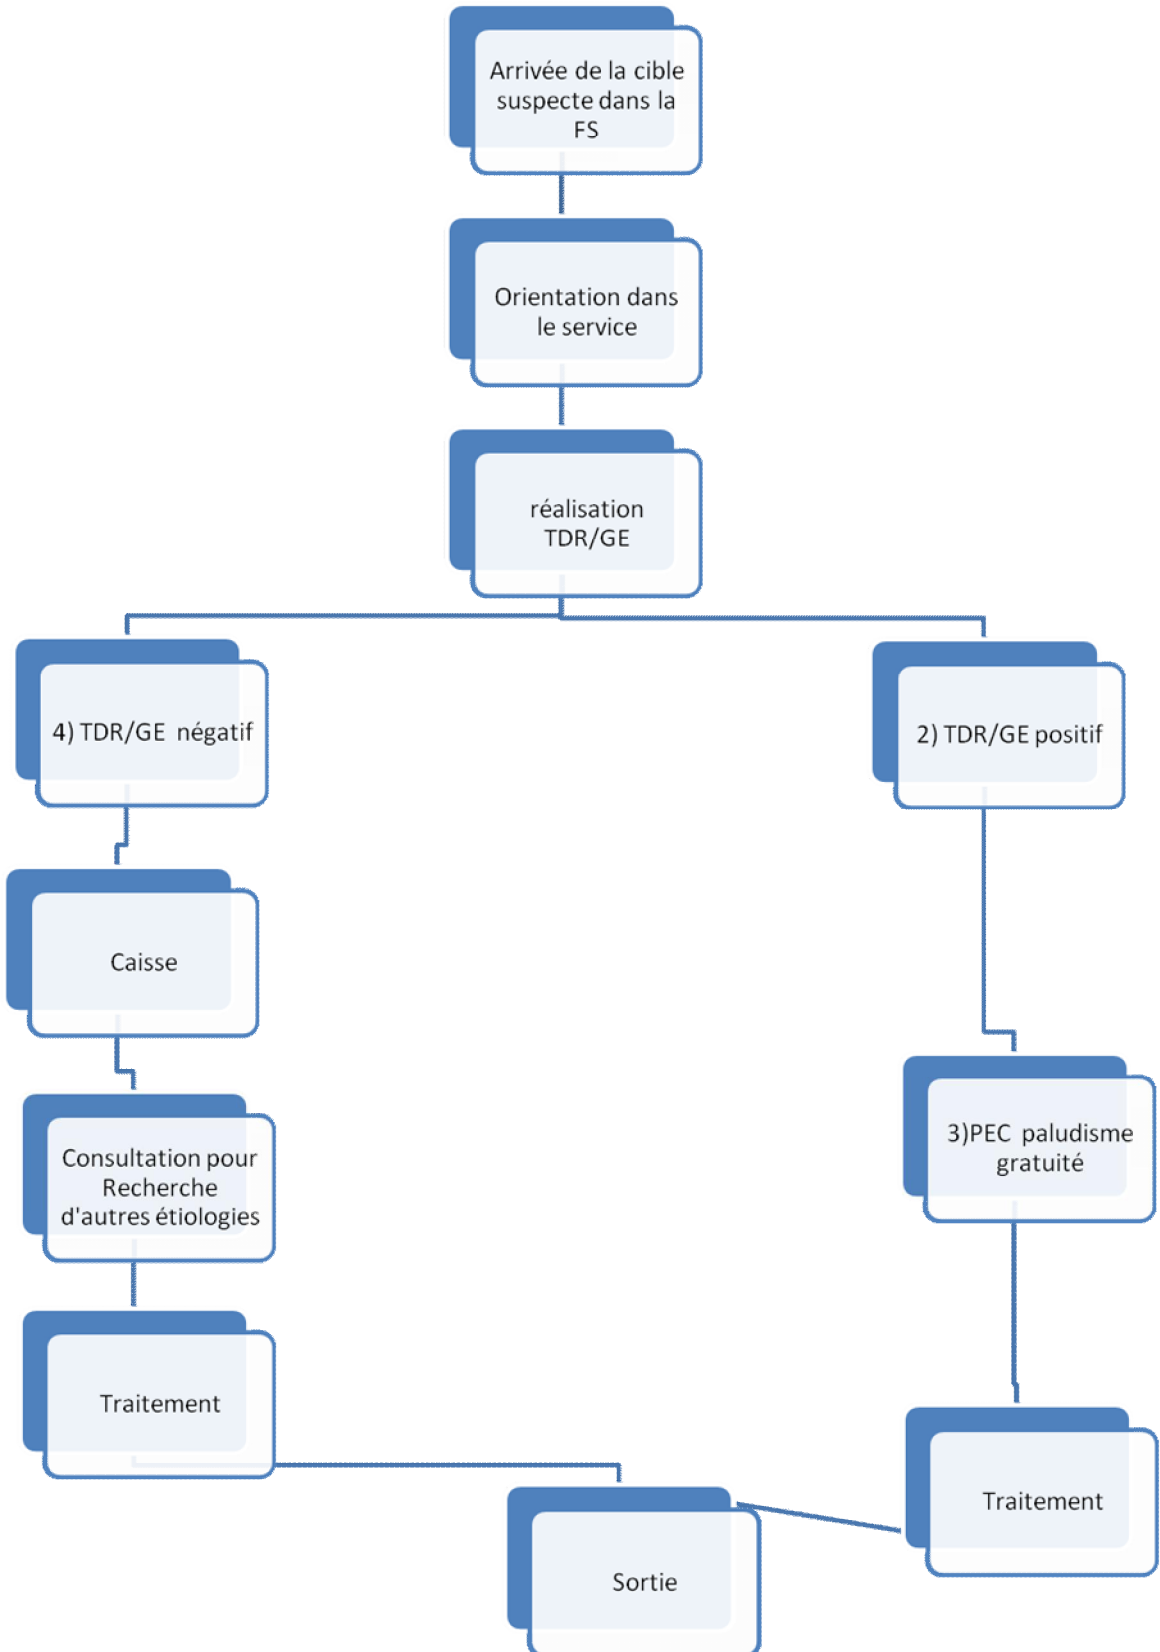 Arrivée de la cible
suspecte dans la
FS
Orientation dans
le service
réalisation
TDR/GE
4) TDR/GE négatif
2) TDR/GE positif
Caisse
3)PEC paludisme
gratuité
Consultation pour
Recherche
d'autres étiologies
Traitement
Traitement
Sortie